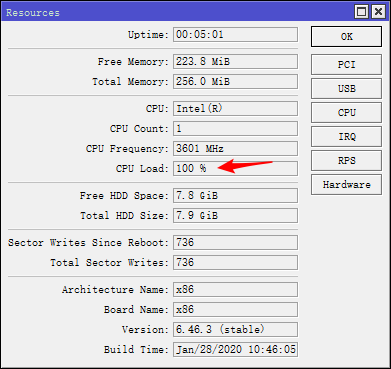 Resources
Uptime: 00:05:01
OK
Free Memory: 223.8 MiB
PCI
Total Memory: 256.0 MiB
USB
CPU: Intel(R)
CPU
CPU Count: 1
IRQ
CPU Frequency: 3601 MHz
RPS
CPU Load: 100 %
Hardware
Free HDD Space: 7.8 GiB
Total HDD Size: 7.9 GiB
Sector Writes Since Reboot: 736
Total Sector Writes: 736
Architecture Name: x86
Board Name: x86
Version: 6.46.3 (stable)
Build Time: Jan/28/2020 10:46:05